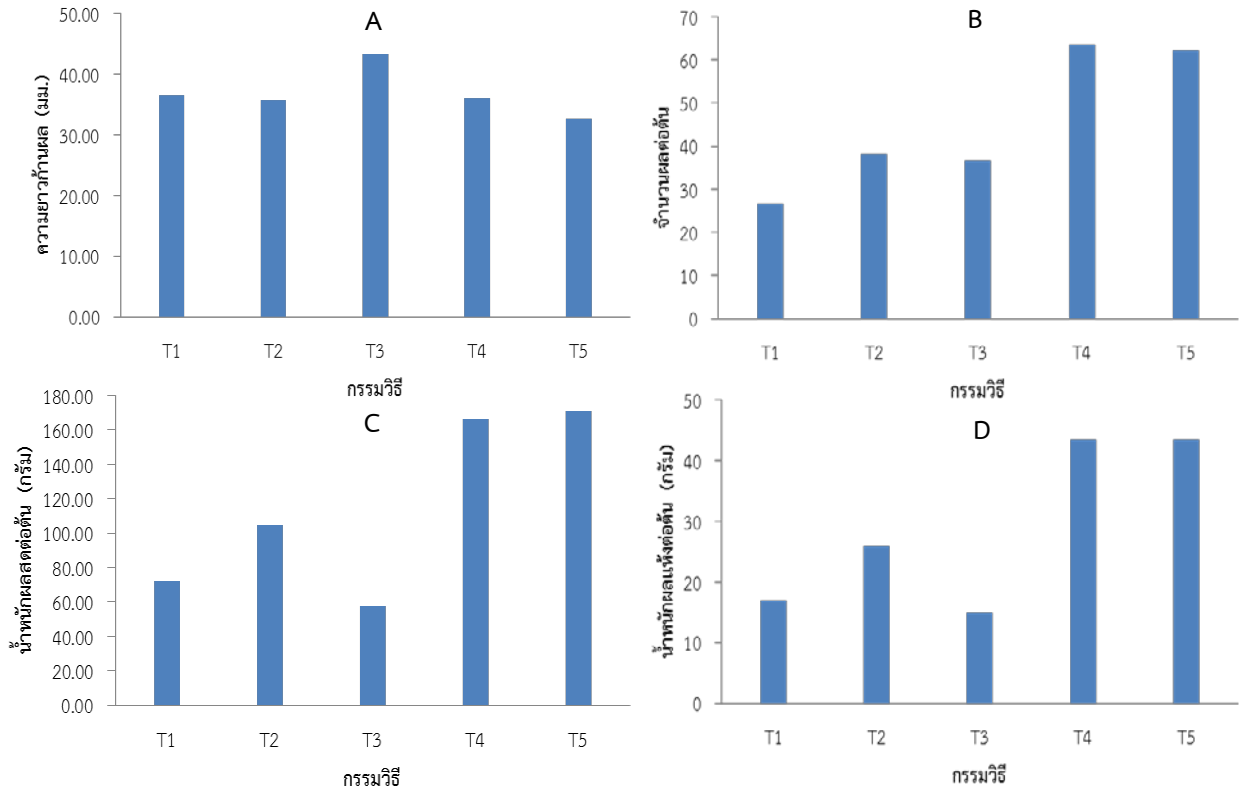 A
ความยาวก้านผล (มม.)
50.00
40.00
30.00
20.00
10.00
0.00
T1 T2 T3 T4 T5
กรรมวิธี
B
จำนวนผลต่อต้น
70
60
50
40
30
20
10
0
T1 T2 T3 T4 T5
กรรมวิธี
C
น้ำหนักผลสดต่อต้น (กรัม)
180.00
160.00
140.00
120.00
100.00
80.00
60.00
40.00
20.00
0.00
T1 T2 T3 T4 T5
กรรมวิธี
D
น้ำหนักผลแห้งต่อต้น (กรัม)
50
40
30
20
10
0
T1 T2 T3 T4 T5
กรรมวิธี